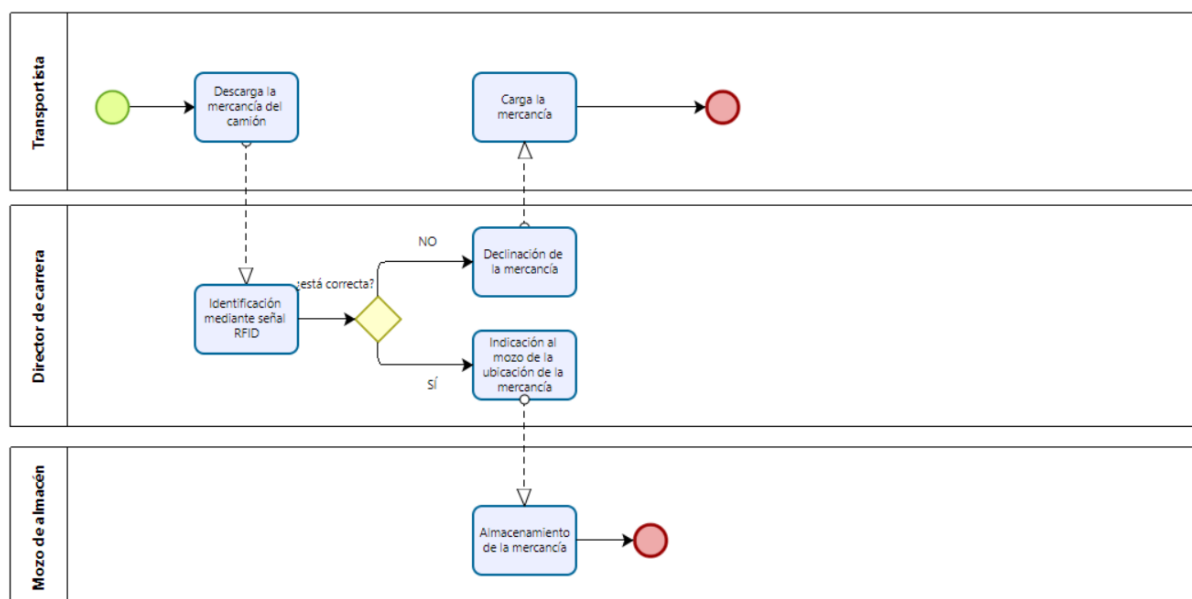 Transportista
Descarga la
mercancía del
camión
Carga la
mercancía
Director de carrera
Identificación
mediante señal
RFID
¿está correcta?
NO
Declinación de
la mercancía
SÍ
Indicación al
mozo de la
ubicación de la
mercancía
Mozo de almacén
Almacenamiento
de la mercancía